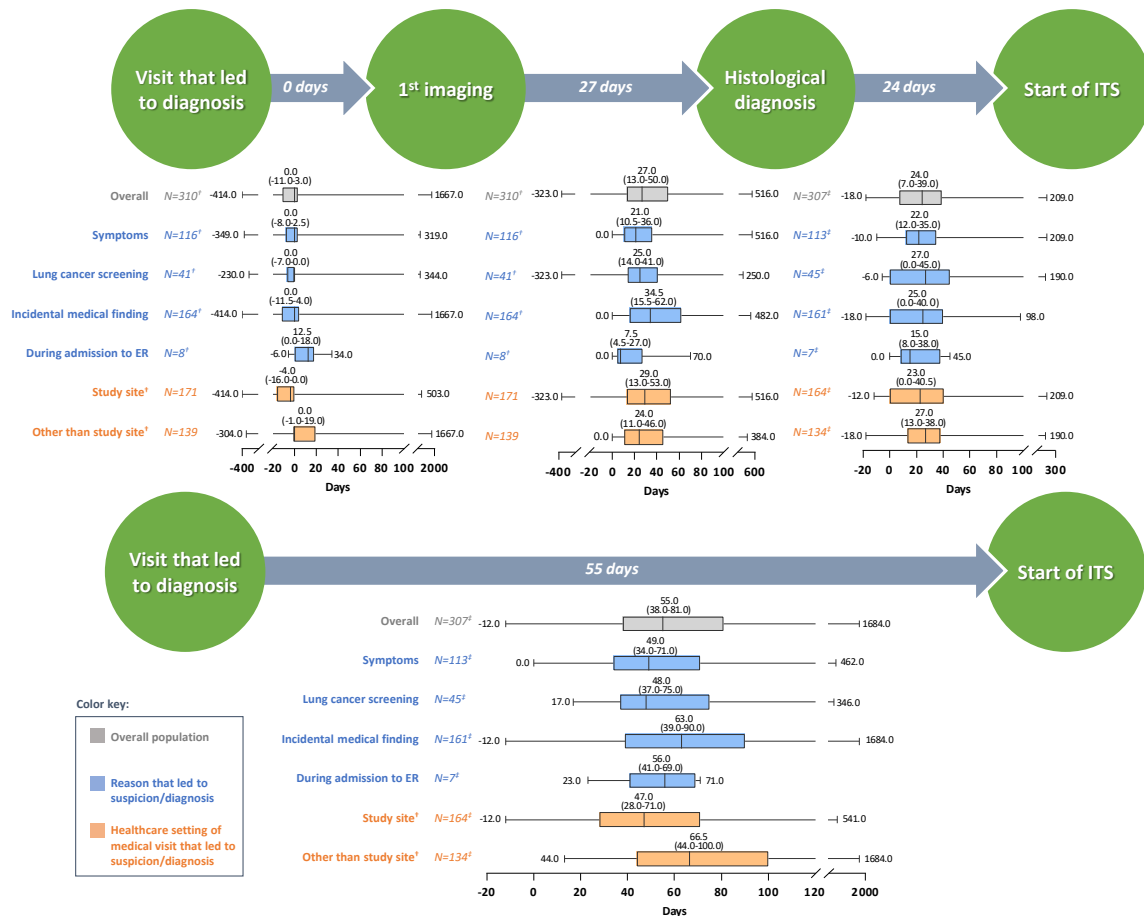 Visit that led
to diagnosis
0 days
1st imaging
27 days
Histological
diagnosis
24 days
Start of ITS
Overall N=310†
-414.0
0.0
(-11.0-3.0)
1667.0
Symptoms N=116†
-349.0
0.0
(-8.0-2.5)
319.0
Lung cancer screening N=41†
-230.0
0.0
(-7.0-0.0)
344.0
Incidental medical finding N=164†
-414.0
0.0
(-11.5-4.0)
1667.0
During admission to ER N=8†
-6.0
12.5
(0.0-18.0)
34.0
Study site† N=171
-414.0
-4.0
(-16.0-0.0)
503.0
Other than study site† N=139
-304.0
0.0
(-1.0-19.0)
1667.0
-400 0 20 40 60 80 100 2000
Days
N=310†
-323.0
27.0
(13.0-50.0)
516.0
N=116†
0.0
21.0
(10.5-36.0)
516.0
N=41†
-323.0
25.0
(14.0-41.0)
250.0
N=164†
0.0
34.5
(15.5-62.0)
482.0
N=8†
0.0
7.5
(4.5-27.0)
70.0
N=171
-323.0
29.0
(13.0-53.0)
516.0
N=139
0.0
24.0
(11.0-46.0)
384.0
-400 -20 0 20 40 60 80 100 600
Days
N=307‡
-18.0
24.0
(7.0-39.0)
209.0
N=113‡
-10.0
22.0
(12.0-35.0)
209.0
N=45‡
-6.0
27.0
(0.0-45.0)
190.0
N=161‡
-18.0
25.0
(0.0-40.0)
98.0
N=7‡
0.0
15.0
(8.0-38.0)
45.0
N=164‡
-12.0
23.0
(0.0-40.5)
209.0
N=134‡
-18.0
27.0
(13.0-38.0)
190.0
-20 0 20 40 60 80 100 300
Days
Visit that led
to diagnosis
55 days
Start of ITS
Overall N=307‡
-12.0
55.0
(38.0-81.0)
1684.0
Symptoms N=113‡
0.0
49.0
(34.0-71.0)
462.0
Lung cancer screening N=45‡
17.0
48.0
(37.0-75.0)
346.0
Incidental medical finding N=161‡
-12.0
63.0
(39.0-90.0)
1684.0
During admission to ER N=7‡
23.0
56.0
(41.0-69.0)
71.0
Study site† N=164‡
-12.0
47.0
(28.0-71.0)
541.0
Other than study site† N=134‡
44.0
66.5
(44.0-100.0)
1684.0
-20 0 20 40 60 80 100 120 2000
Days
Color key:
Overall population
Reason that led to
suspicion/diagnosis
Healthcare setting of
medical visit that led to
suspicion/diagnosis